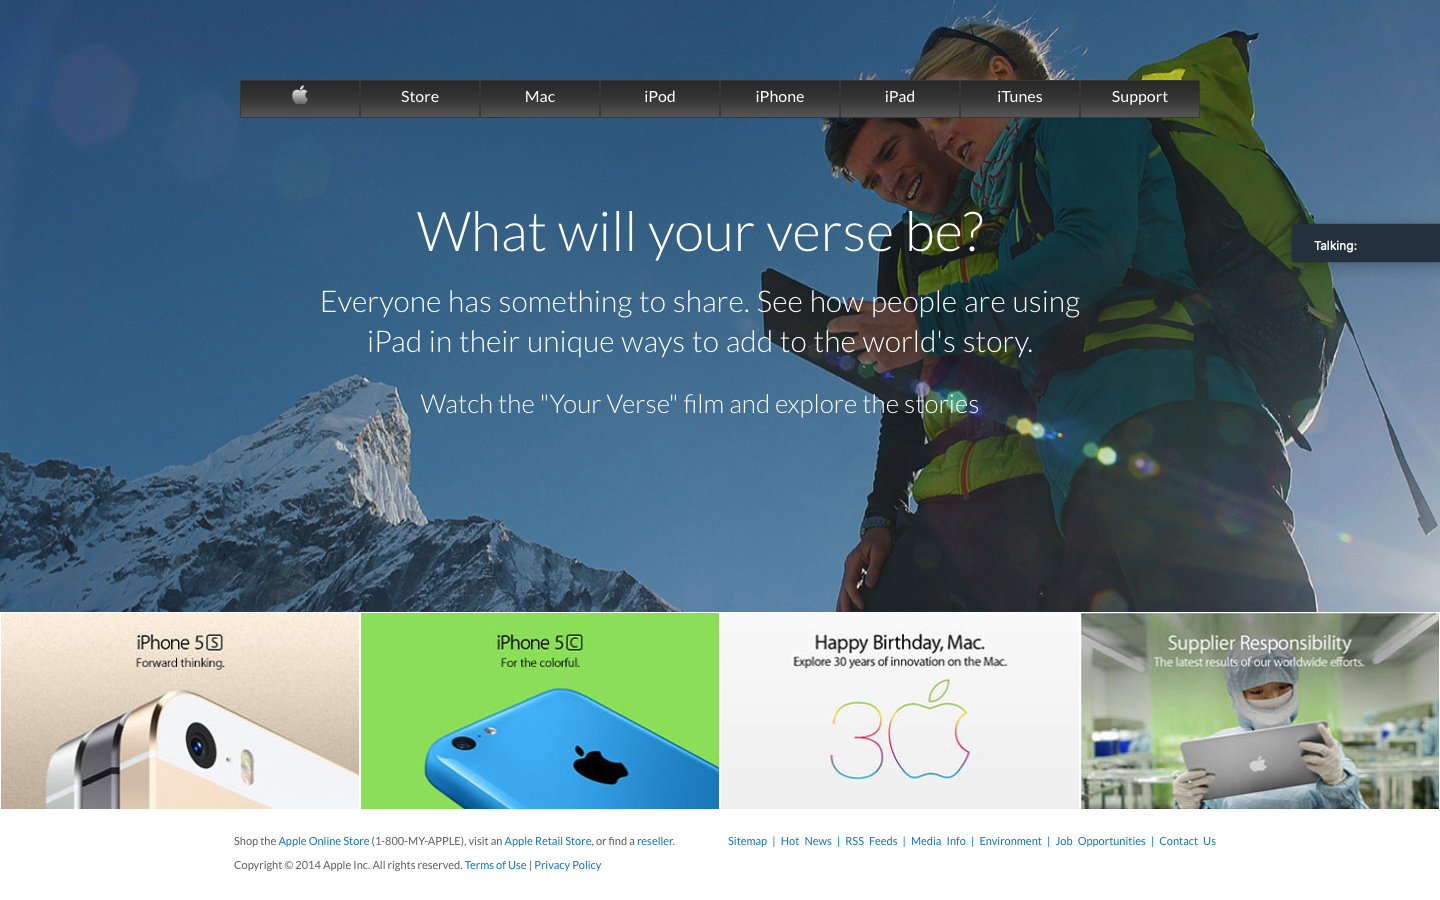 Store Mac iPod iPhone iPad iTunes Support
What will your verse be?
Talking:
Everyone has something to share. See how people are using
iPad in their unique ways to add to the world's story.
Watch the "Your Verse" film and explore the stories
iPhone 5S
Forward thinking.
iPhone 5C
For the colorful.
Happy Birthday, Mac.
Explore 30 years of innovation on the Mac.
30
Supplier Responsibility
The latest results of our worldwide efforts.
Shop the Apple Online Store (1-800-MY-APPLE), visit an Apple Retail Store, or find a reseller.
Sitemap | Hot News | RSS Feeds | Media Info | Environment | Job Opportunities | Contact Us
Copyright © 2014 Apple Inc. All rights reserved. Terms of Use | Privacy Policy